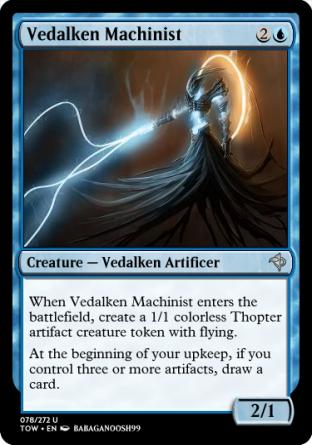 Vedalken Machinist 2
Creature — Vedalken Artificer
When Vedalken Machinist enters the
battlefield, create a 1/1 colorless Thopter
artifact creature token with flying.
At the beginning of your upkeep, if you
control three or more artifacts, draw a
card.
078/272 U
TOW • EN BABAGANOOSH99
2/1